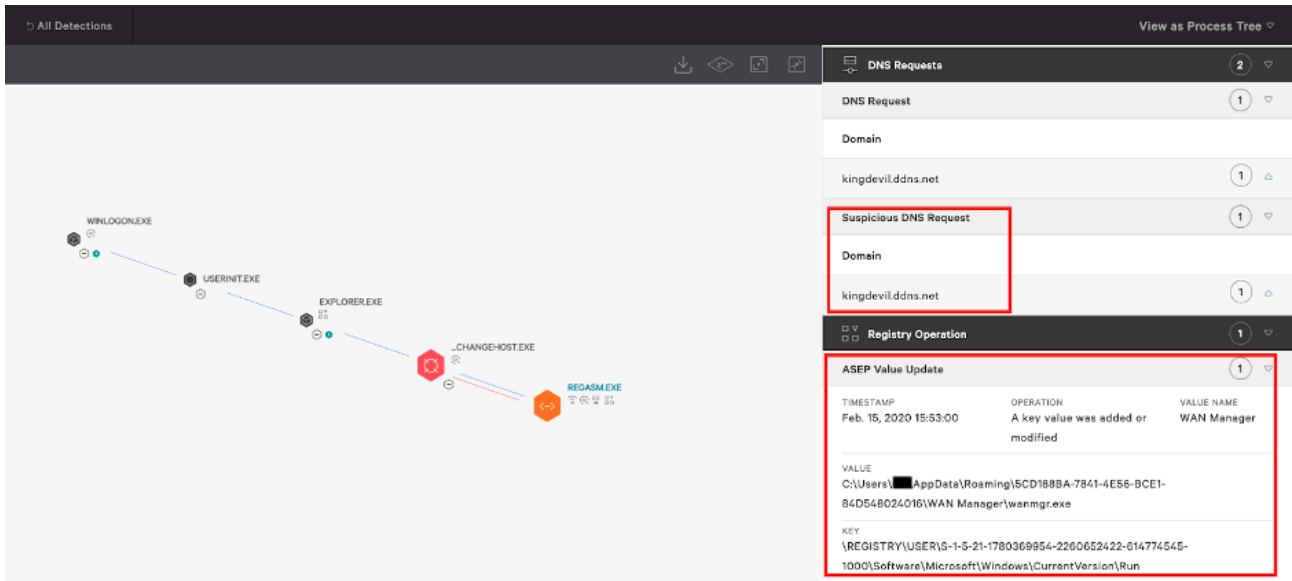 All Detections
View as Process Tree
WINLOGON.EXE
USERINIT.EXE
EXPLORER.EXE
_CHANGEHOST.EXE
REGASM.EXE
DNS Requests 2
DNS Request 1
Domain
kingdevil.ddns.net 1
Suspicious DNS Request 1
Domain
kingdevil.ddns.net 1
Registry Operation 1
ASEP Value Update 1
TIMESTAMP OPERATION VALUE NAME
Feb. 15, 2020 15:53:00 A key value was added or WAN Manager
modified
VALUE
C:\Users\ AppData\Roaming\5CD188BA-7841-4E56-BCE1-
84D548024016\WAN Manager\wanmgr.exe
KEY
\REGISTRY\USER\S-1-5-21-1780369954-2260652422-614774545-
1000\Software\Microsoft\Windows\CurrentVersion\Run